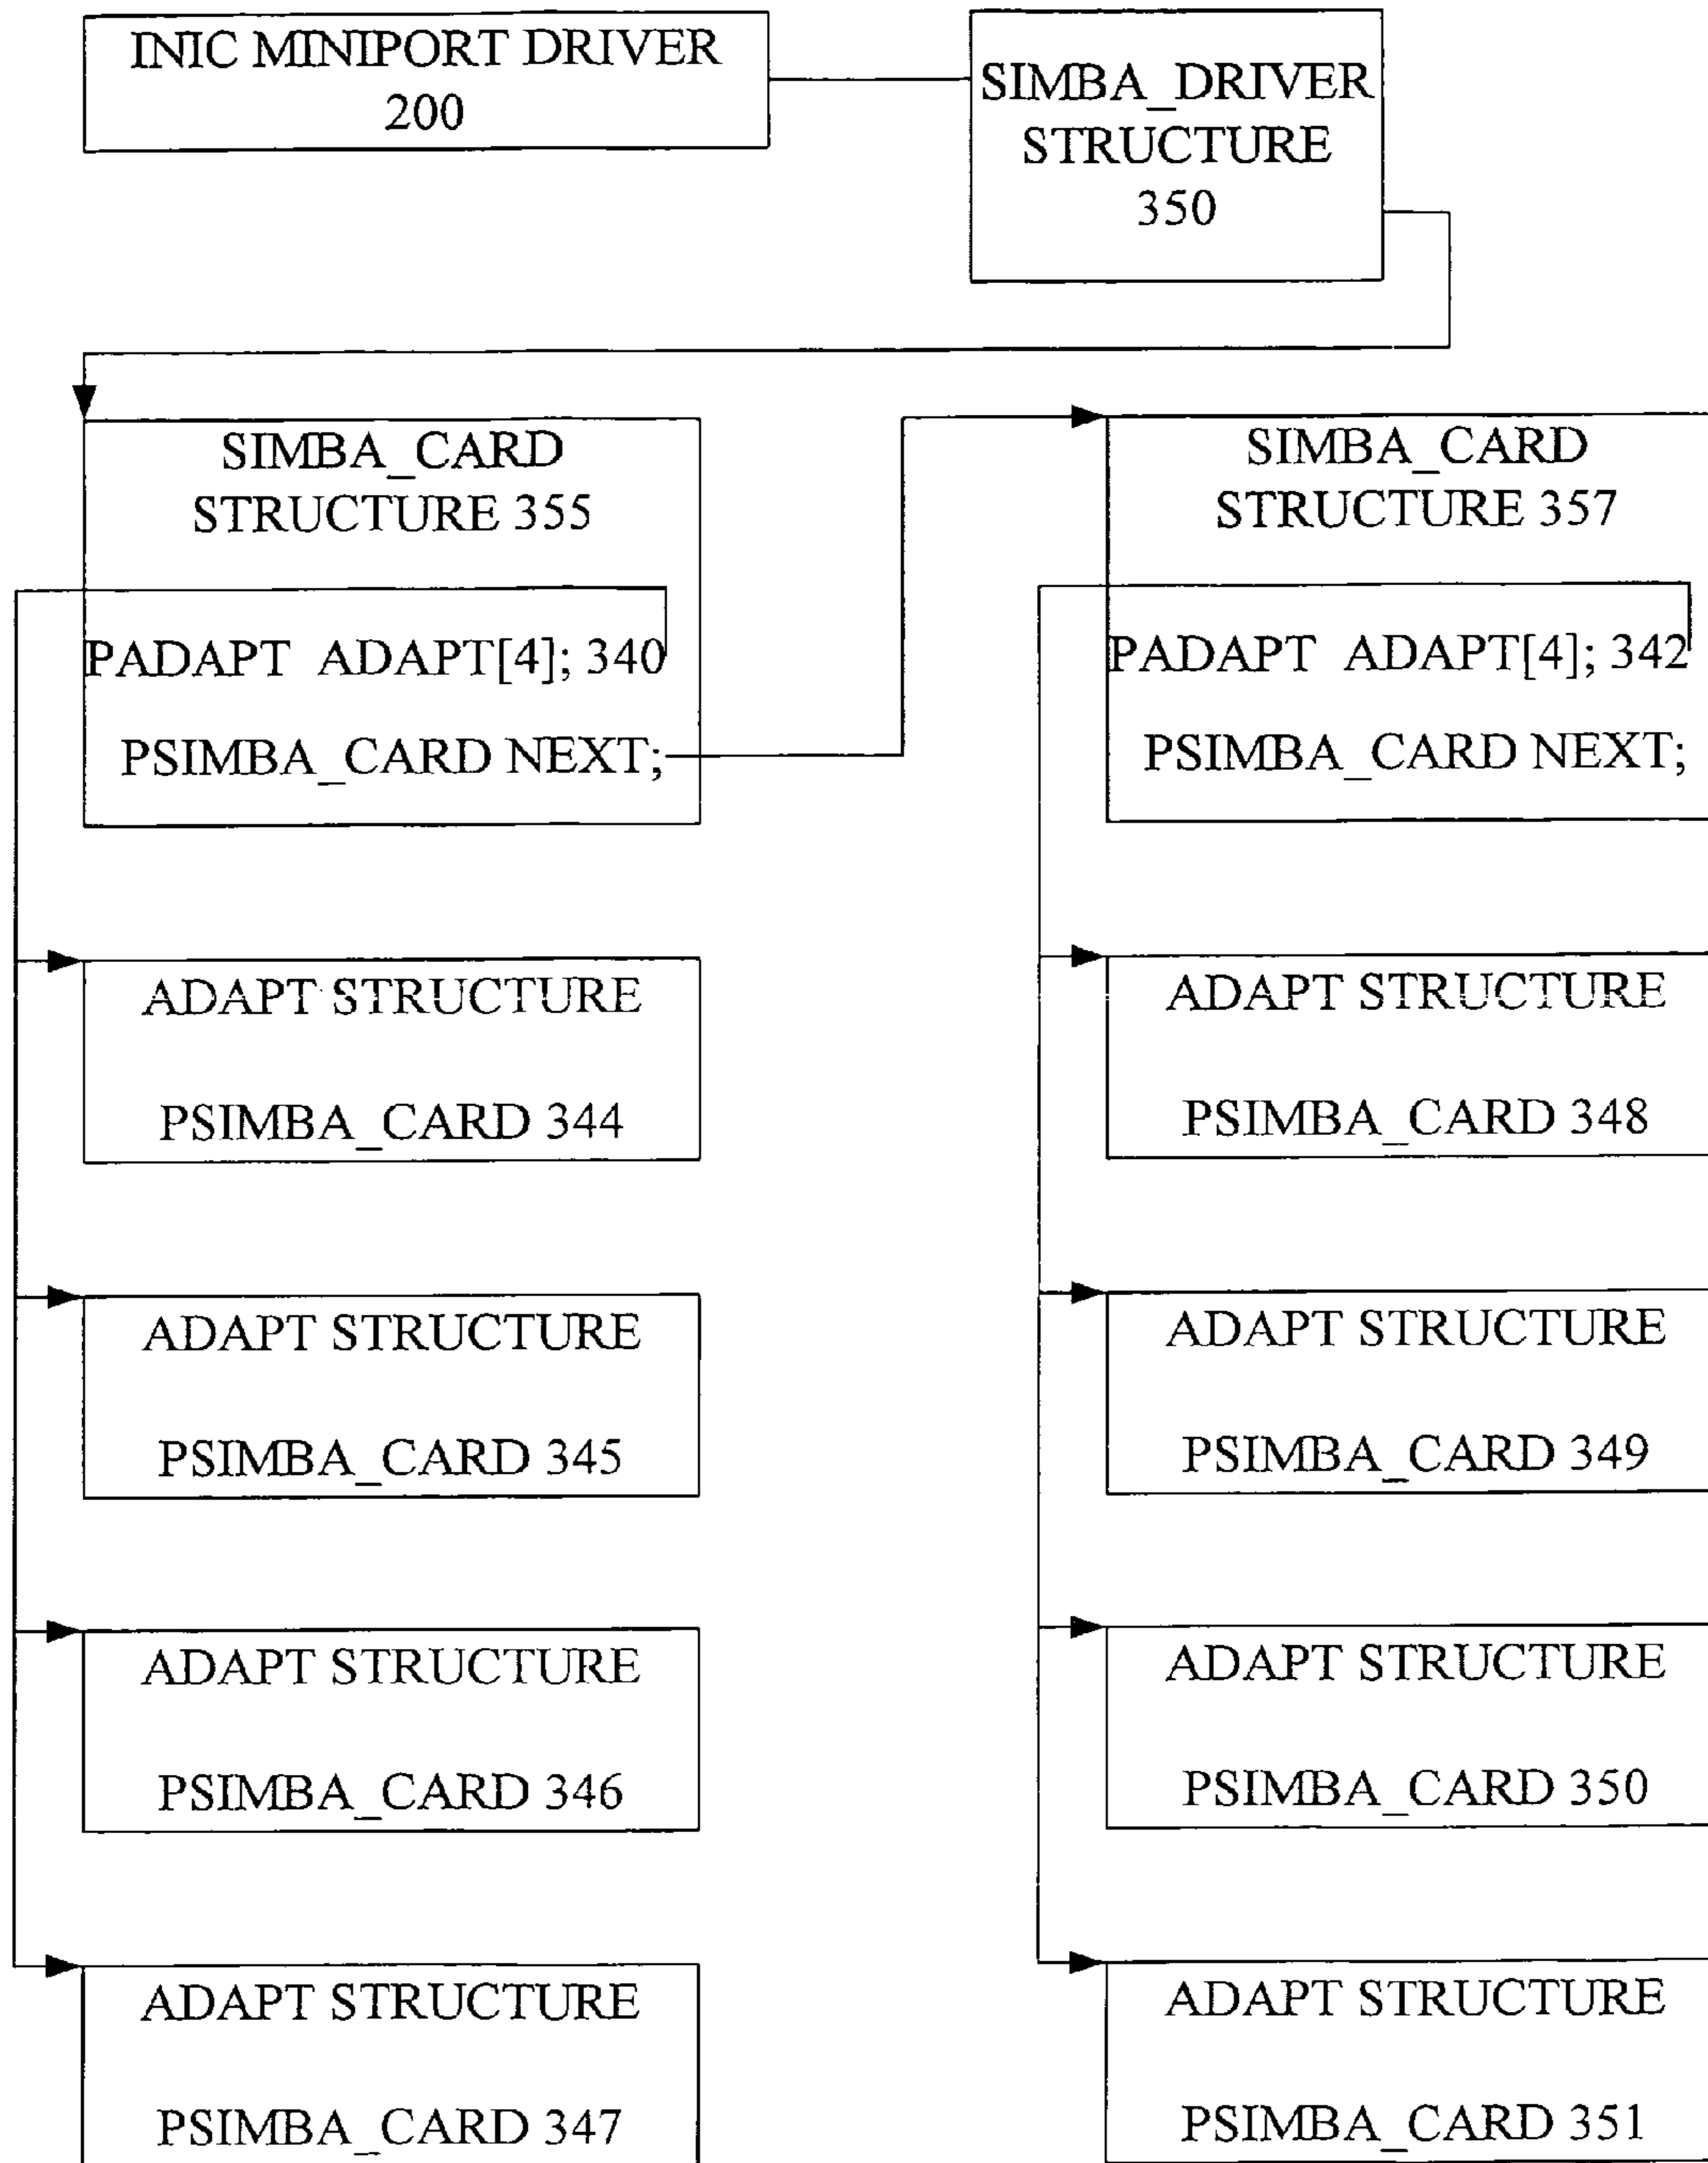 INIC MINIPORT DRIVER
200
SIMBA_DRIVER
STRUCTURE
350
SIMBA_CARD
STRUCTURE 355
PADAPT ADAPT[4]; 340
PSIMBA_CARD NEXT;
SIMBA_CARD
STRUCTURE 357
PADAPT ADAPT[4]; 342
PSIMBA_CARD NEXT;
ADAPT STRUCTURE
PSIMBA_CARD 344
ADAPT STRUCTURE
PSIMBA_CARD 348
ADAPT STRUCTURE
PSIMBA_CARD 345
ADAPT STRUCTURE
PSIMBA_CARD 349
ADAPT STRUCTURE
PSIMBA_CARD 346
ADAPT STRUCTURE
PSIMBA_CARD 350
ADAPT STRUCTURE
PSIMBA_CARD 347
ADAPT STRUCTURE
PSIMBA_CARD 351